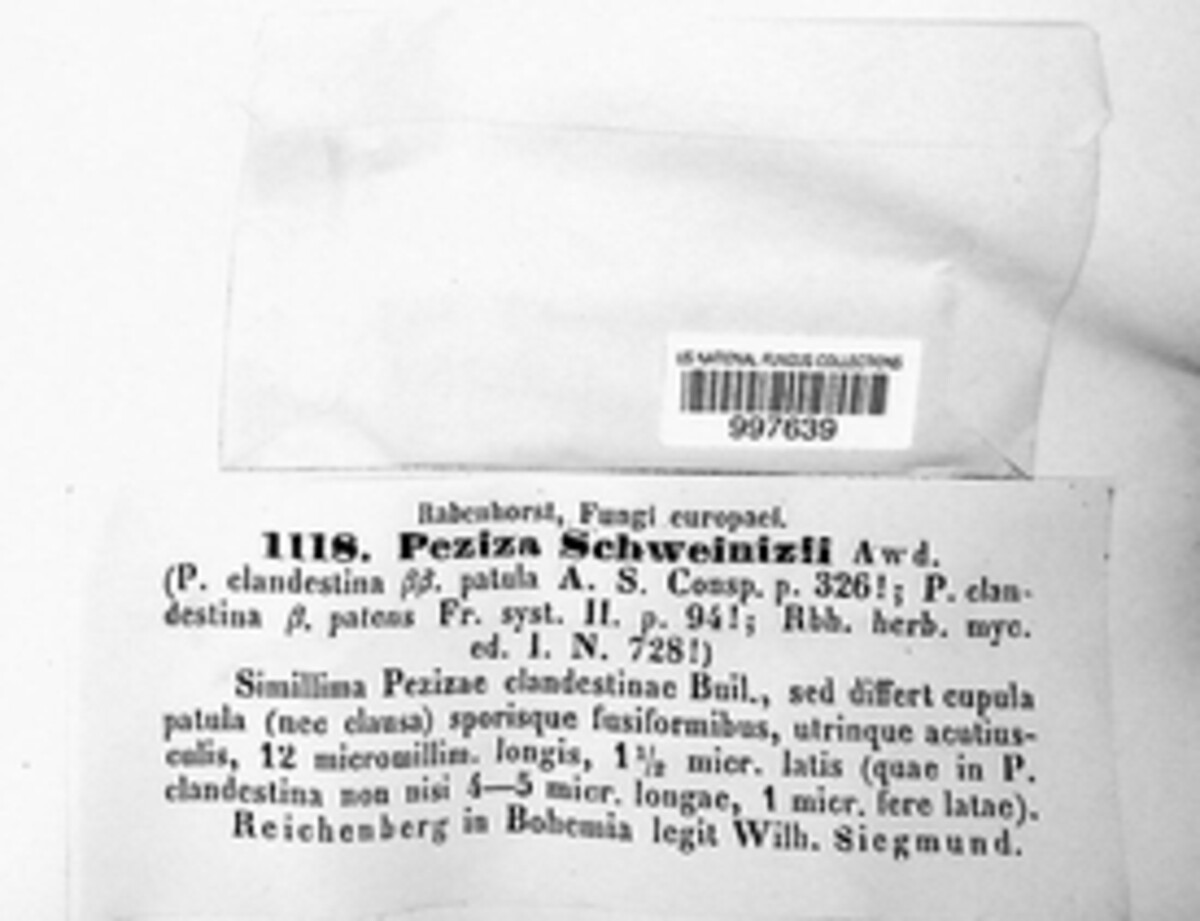 US NATIONAL FUNGUS COLLECTIONS
997639
Rabenhorst, Fungi europaei.
1118. Peziza Schweinizii Awd.
(P. clandestina ββ. patula A. S. Consp. p. 326!; P. clan-
destina β. patens Fr. syst. II. p. 94!; Rbh. herb. myc.
ed. I. N. 728!)
Simillima Pezizae clandestinae Bull., sed differt cupula
patula (nec clausa) sporisque fusiformibus, utrinque acutius-
culis, 12 micromillim. longis, 1 1/2 micr. latis (quae in P.
clandestina non nisi 4—5 micr. longae, 1 micr. fere latae).
Reichenberg in Bohemia legit Wilh. Siegmund.